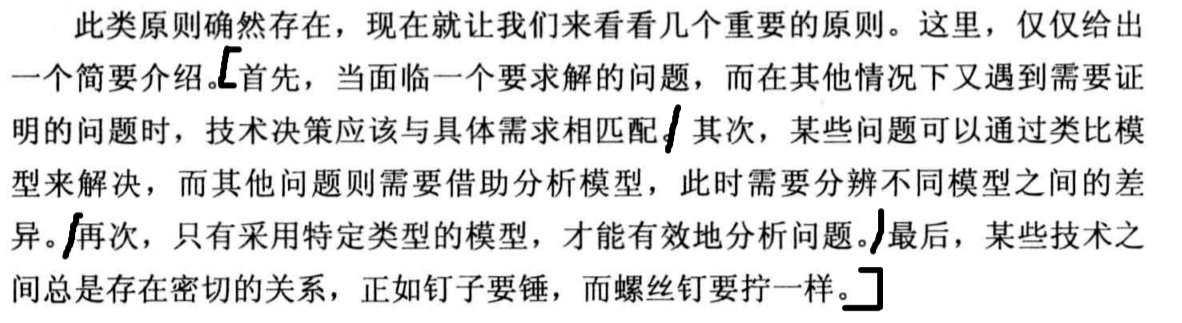 此类原则确然存在，现在就让我们来看看几个重要的原则。这里，仅仅给出
一个简要介绍。[首先，当面临一个要求解的问题，而在其他情况下又遇到需要证
明的问题时，技术决策应该与具体需求相匹配。/其次，某些问题可以通过类比模
型来解决，而其他问题则需要借助分析模型，此时需要分辨不同模型之间的差
异。/再次，只有采用特定类型的模型，才能有效地分析问题。/最后，某些技术之
间总是存在密切的关系，正如钉子要锤，而螺丝钉要拧一样。]